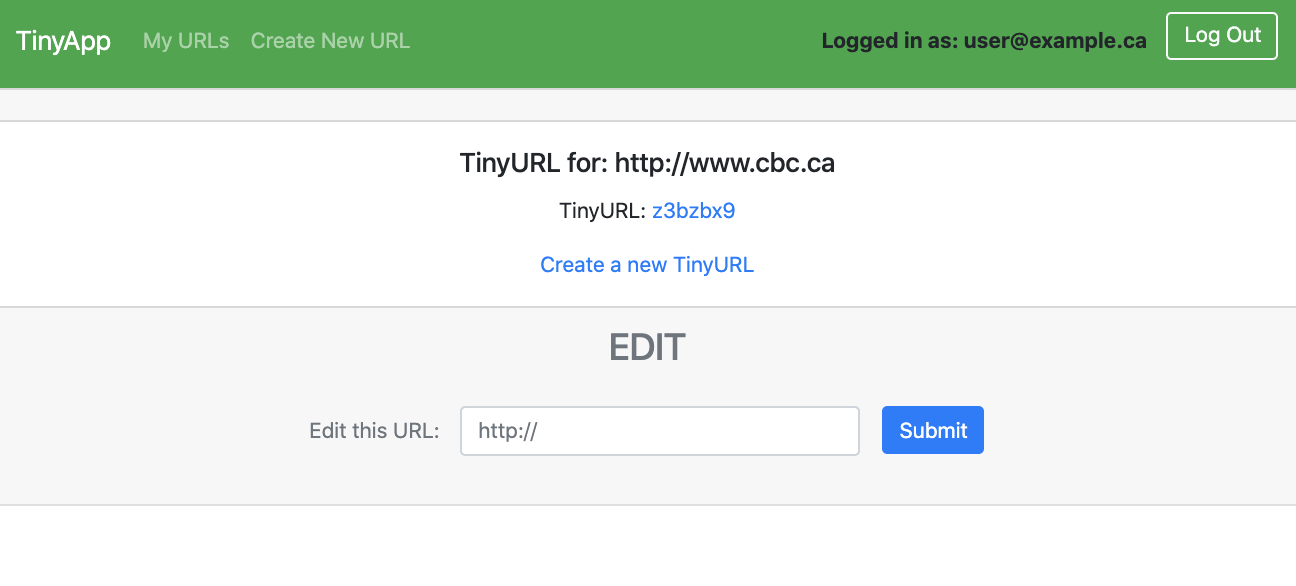 TinyApp My URLs Create New URL Logged in as: user@example.ca Log Out
TinyURL for: http://www.cbc.ca
TinyURL: z3bzbx9
Create a new TinyURL
EDIT
Edit this URL: http:// Submit